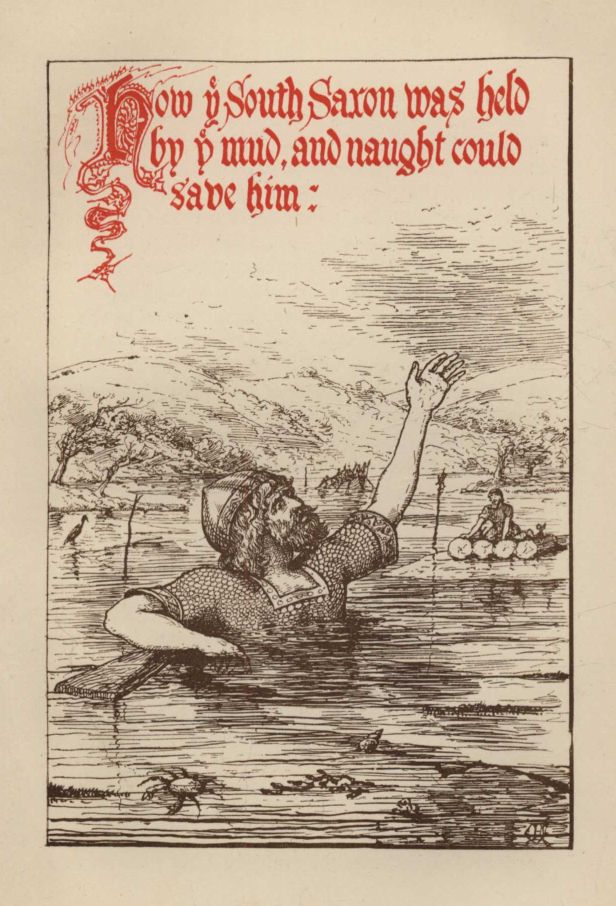 How yͤ South Saxon was held
by yͤ mud, and naught could
save him: